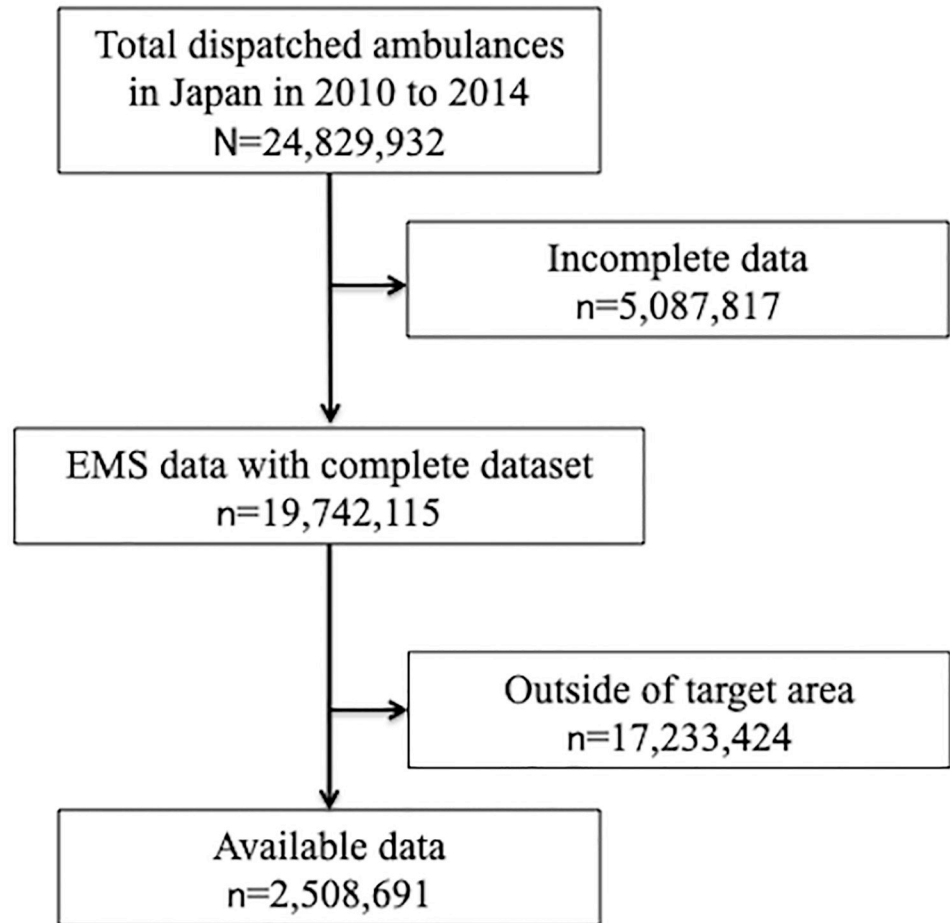 Total dispatched ambulances
in Japan in 2010 to 2014
N=24,829,932
Incomplete data
n=5,087,817
EMS data with complete dataset
n=19,742,115
Outside of target area
n=17,233,424
Available data
n=2,508,691